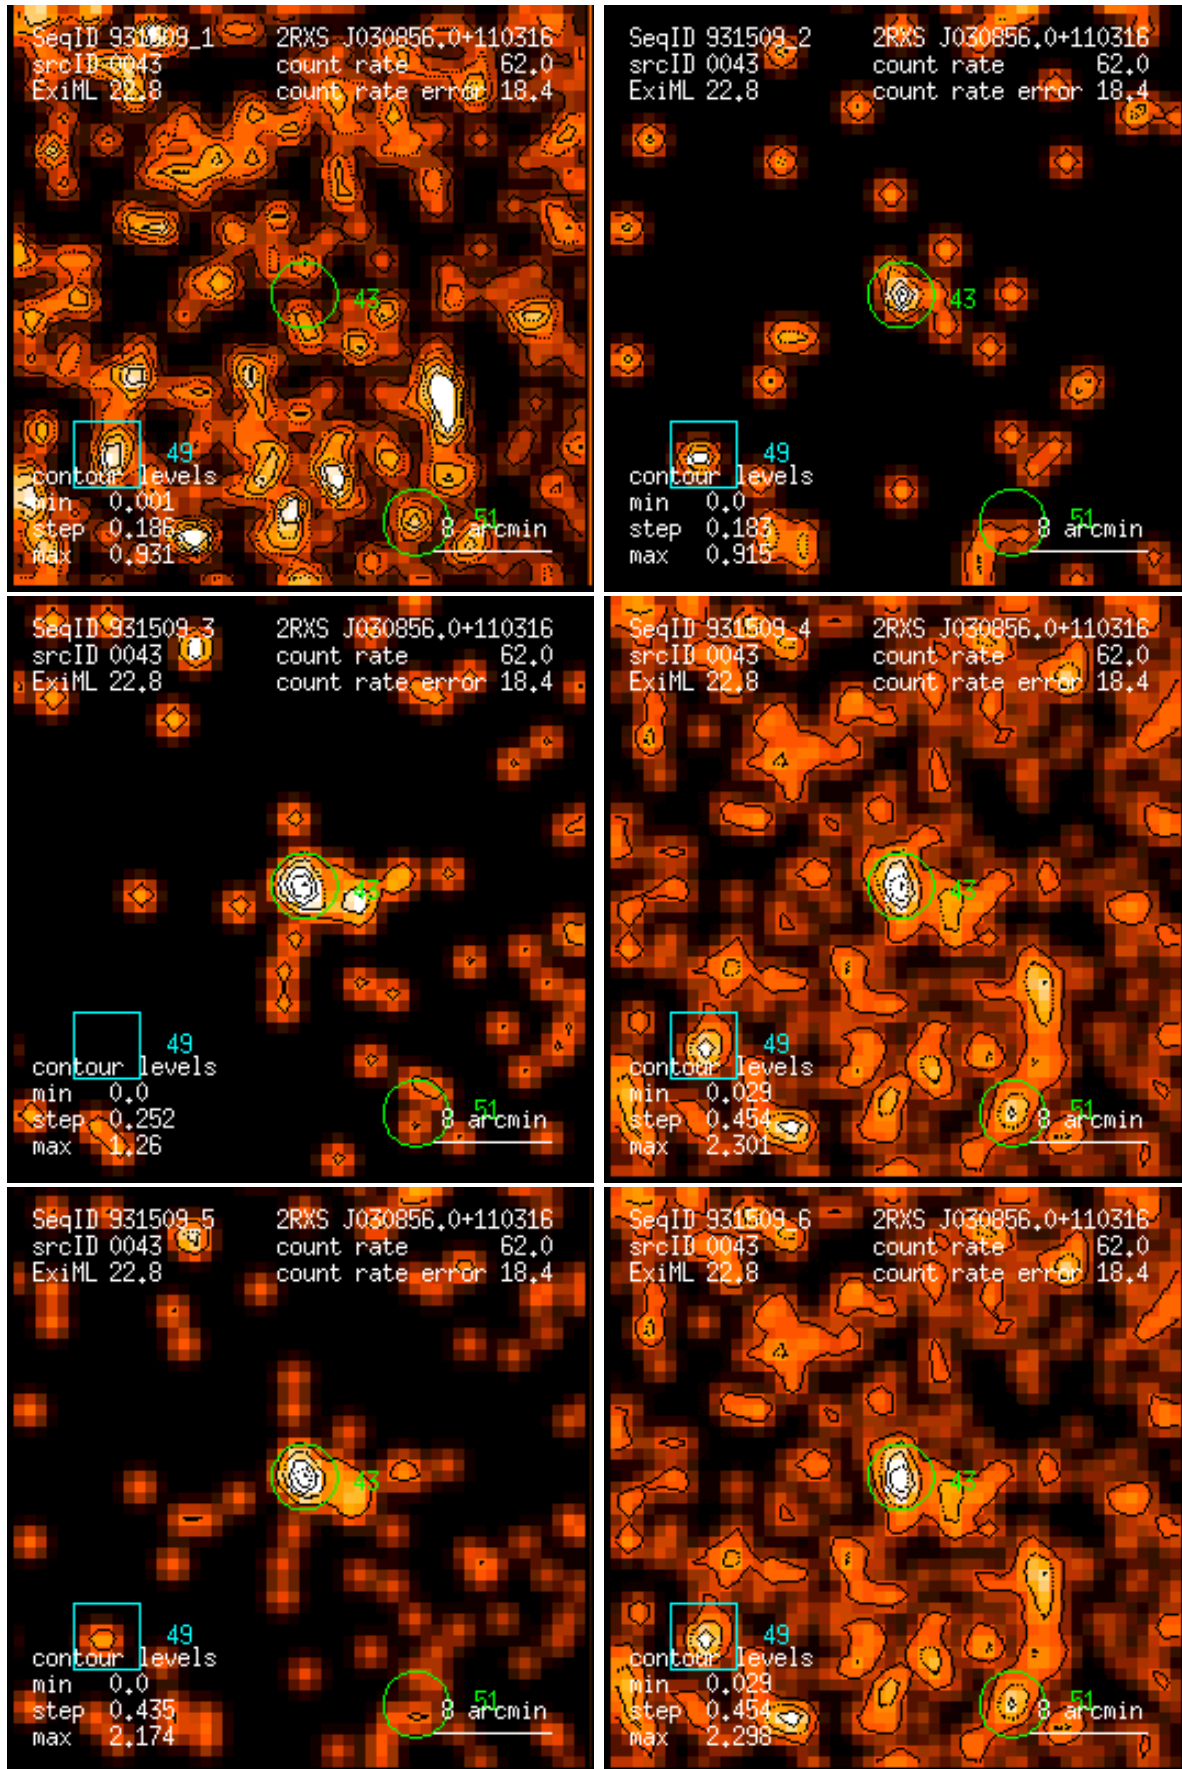 SeqID 931509_1 2RXS J030856.0+110316
srcID 0043 count rate 62.0
ExiML 22.8 count rate error 18.4
43
49
contour levels
min 0.001
51
step 0.186 8 arcmin
max 0.931
SeqID 931509_2 2RXS J030856.0+110316
srcID 0043 count rate 62.0
ExiML 22.8 count rate error 18.4
43
49
contour levels
min 0.0
51
step 0.183 8 arcmin
max 0.915
SeqID 931509_3 2RXS J030856.0+110316
srcID 0043 count rate 62.0
ExiML 22.8 count rate error 18.4
43
49
contour levels
min 0.0
51
step 0.252 8 arcmin
max 1.26
SeqID 931509_4 2RXS J030856.0+110316
srcID 0043 count rate 62.0
ExiML 22.8 count rate error 18.4
43
49
contour levels
min 0.029
51
step 0.454 8 arcmin
max 2.301
SeqID 931509_5 2RXS J030856.0+110316
srcID 0043 count rate 62.0
ExiML 22.8 count rate error 18.4
43
49
contour levels
min 0.0
51
step 0.435 8 arcmin
max 2.174
SeqID 931509_6 2RXS J030856.0+110316
srcID 0043 count rate 62.0
ExiML 22.8 count rate error 18.4
43
49
contour levels
min 0.029
51
step 0.454 8 arcmin
max 2.298